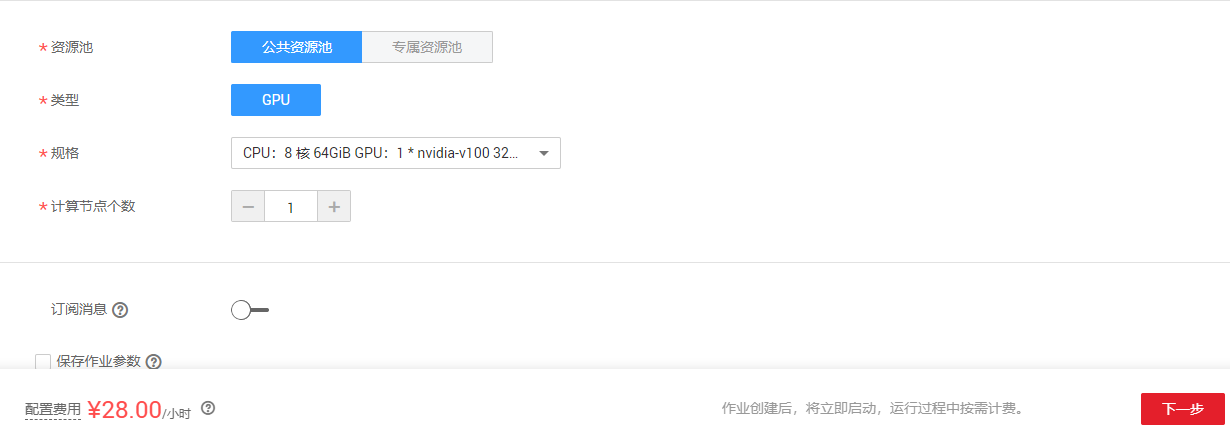 * 资源池 公共资源池 专属资源池
* 类型 GPU
* 规格 CPU：8 核 64GiB GPU：1 * nvidia-v100 32...
* 计算节点个数 − 1 +
订阅消息 ?
保存作业参数 ?
配置费用 ¥28.00/小时 ? 作业创建后，将立即启动，运行过程中按需计费。 下一步